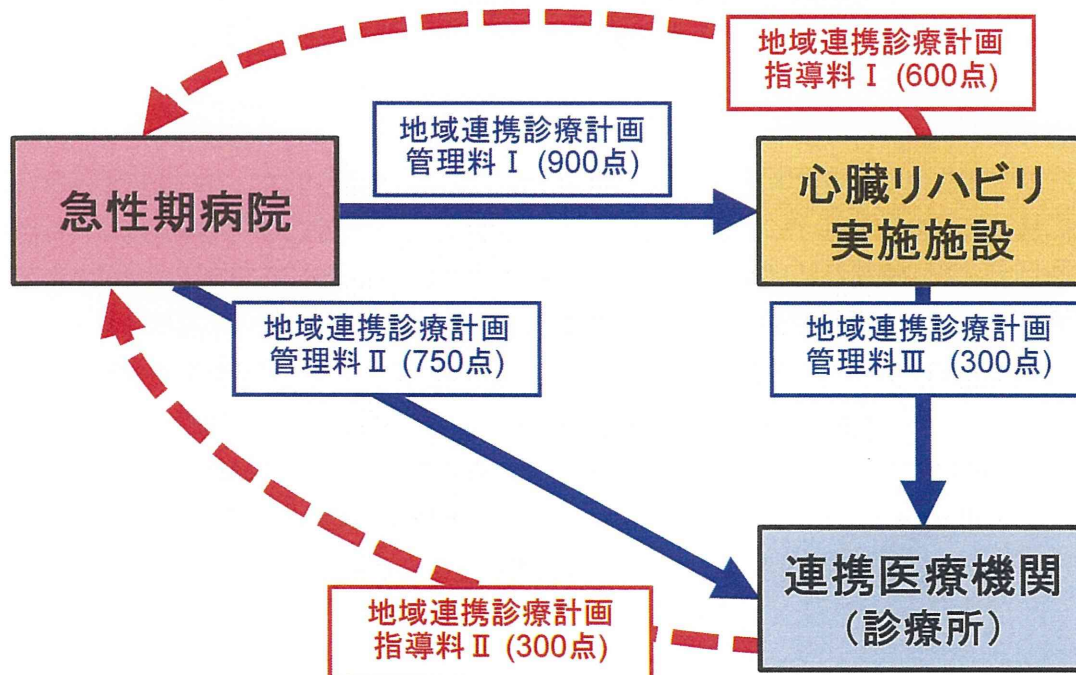 地域連携診療計画
指導料Ⅰ (600点)
地域連携診療計画
管理料Ⅰ (900点)
急性期病院
心臓リハビリ
実施施設
地域連携診療計画
管理料Ⅱ (750点)
地域連携診療計画
管理料Ⅲ (300点)
連携医療機関
（診療所）
地域連携診療計画
指導料Ⅱ (300点)